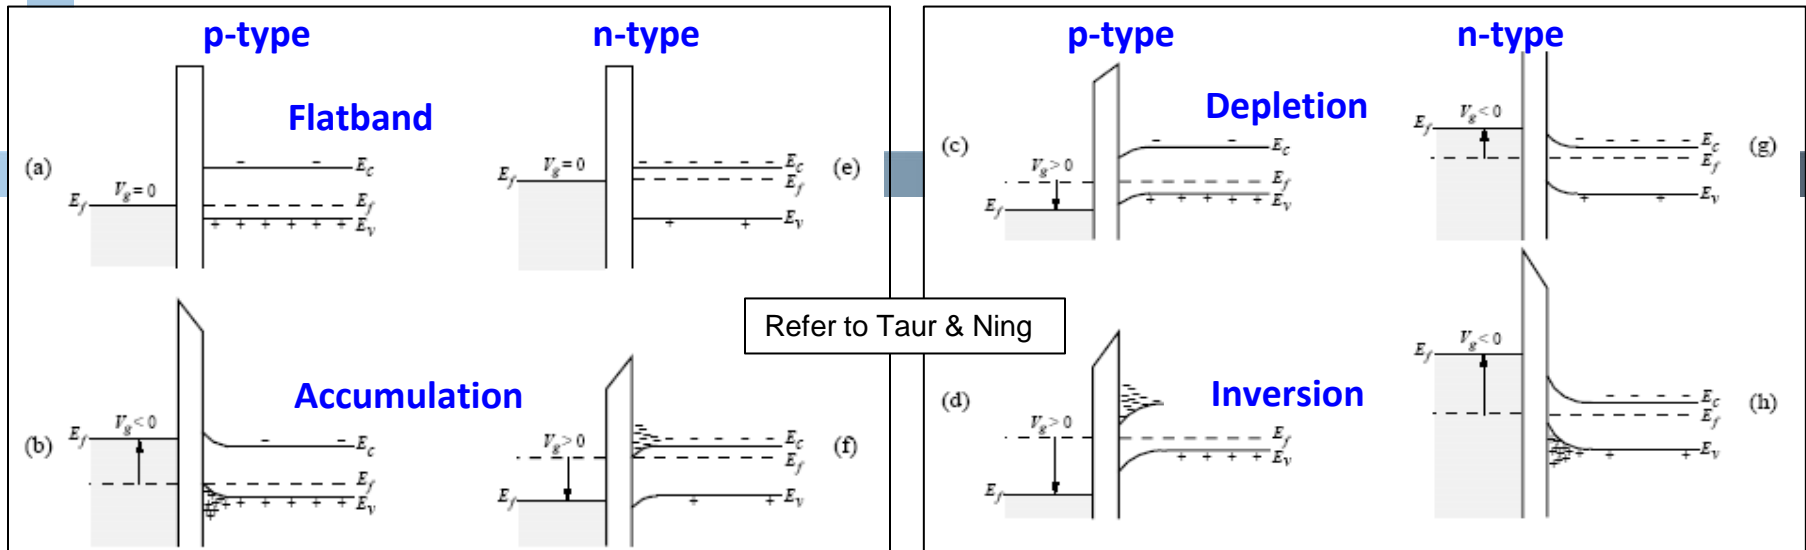 p-type
n-type
Flatband
(a)
Vg=0
Ef
Ec
Ef
Ev
Vg=0
Ef
Ec
Ef
Ev
(e)
Accumulation
(b)
Vg<0
Ef
Ec
Ef
Ev
Vg>0
Ef
Ec
Ef
Ev
(f)
Refer to Taur & Ning
p-type
n-type
Depletion
(c)
Vg>0
Ef
Ec
Ef
Ev
Vg<0
Ef
Ec
Ef
Ev
(g)
Inversion
(d)
Vg>0
Ef
Ef
Ev
Vg<0
Ef
Ec
Ef
Ev
(h)